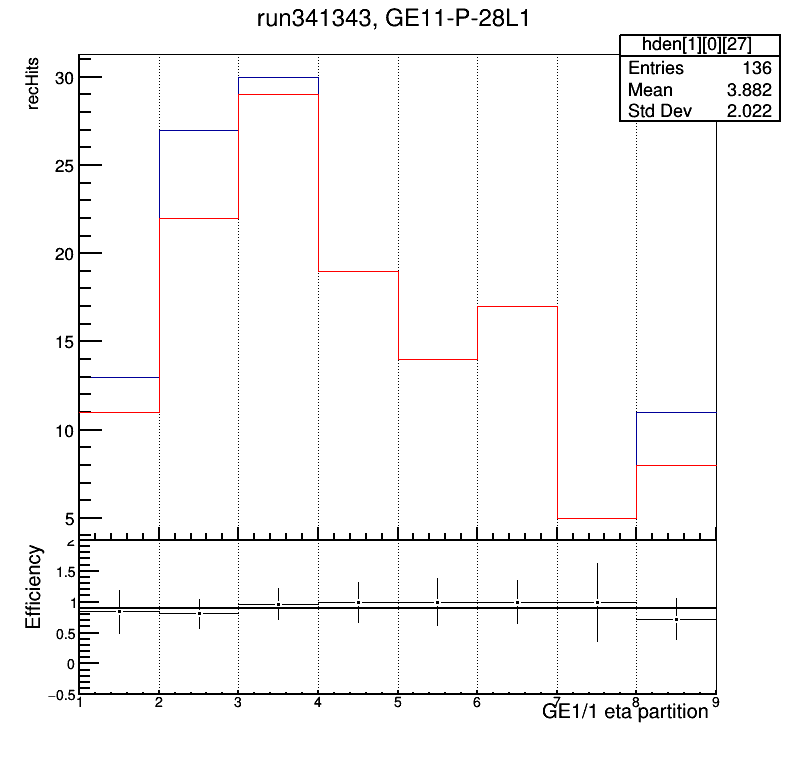 run341343, GE11-P-28L1
hden[1][0][27]
Entries 136
Mean 3.882
Std Dev 2.022
recHits
30
25
20
15
10
5
Efficiency
2
1.5
1
0.5
0
−0.5
1 2 3 4 5 6 7 8 9
GE1/1 eta partition